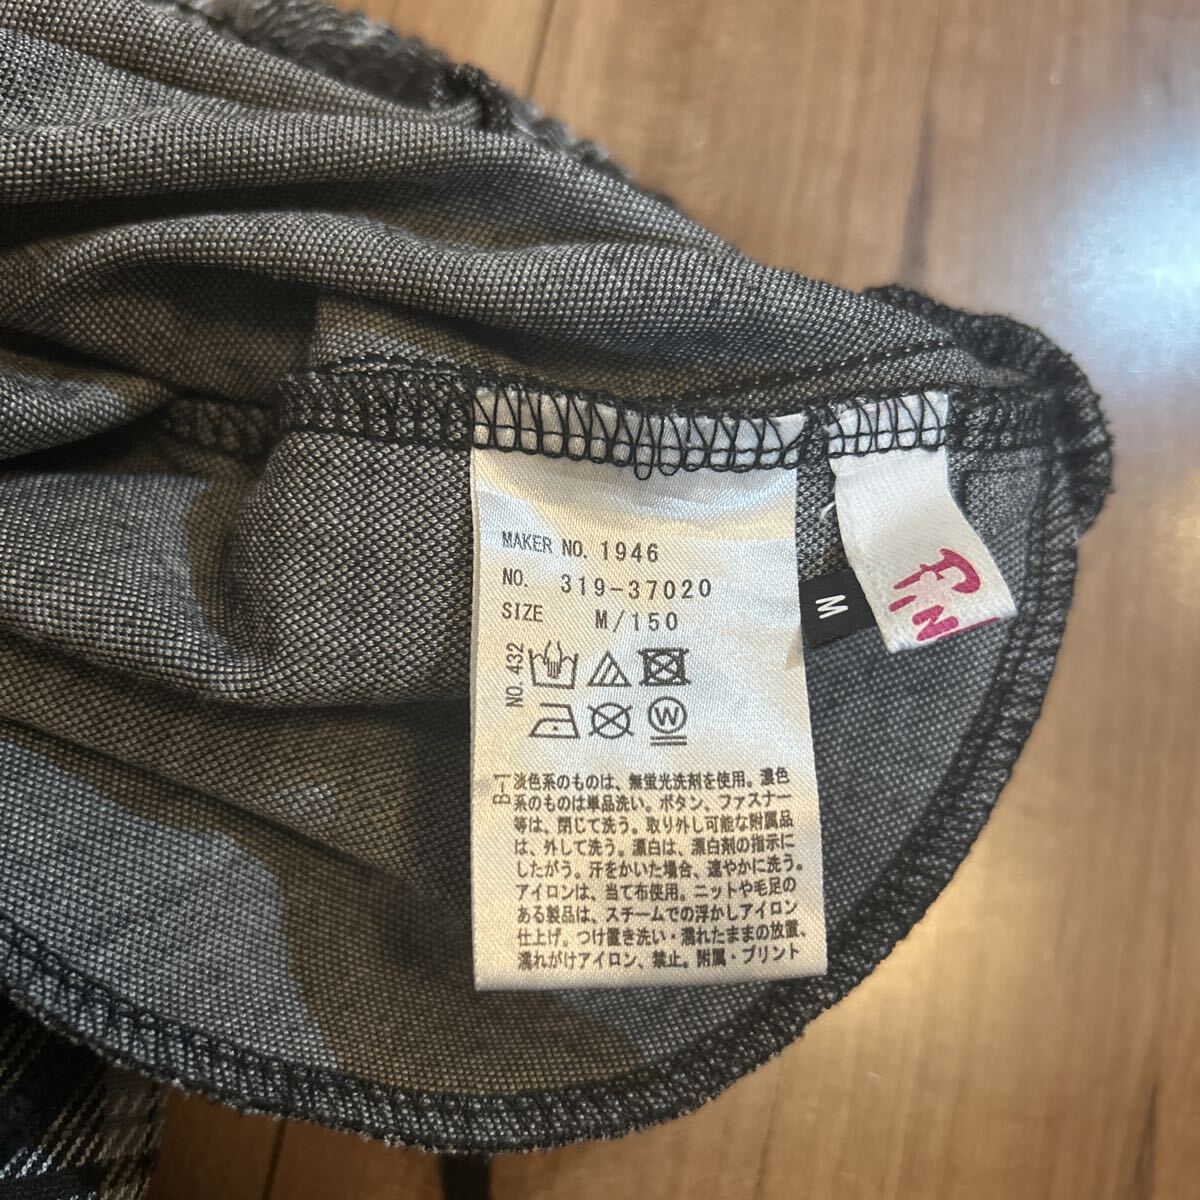 MAKER NO. 1946
NO. 319-37020
SIZE M/150
NO. 432
W
B-1
淡色系のものは、無蛍光洗剤を使用。濃色
系のものは単品洗い。ボタン、ファスナー
等は、閉じて洗う。取り外し可能な附属品
は、外して洗う。漂白は、漂白剤の指示に
したがう。汗をかいた場合、速やかに洗う。
アイロンは、当て布使用。ニットや毛足の
ある製品は、スチームでの浮かしアイロン
仕上げ。つけ置き洗い・濡れたままの放置、
濡れがけアイロン、禁止。附属・プリント
M